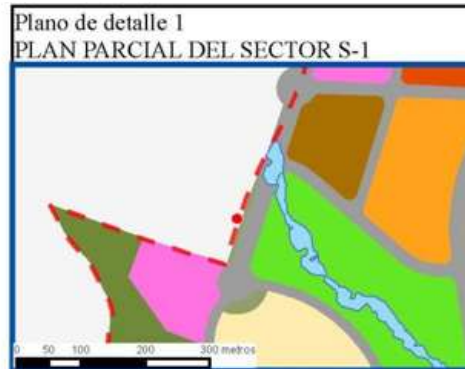 Plano de detalle 1
PLAN PARCIAL DEL SECTOR S-1
0 50 100 200 300 metros